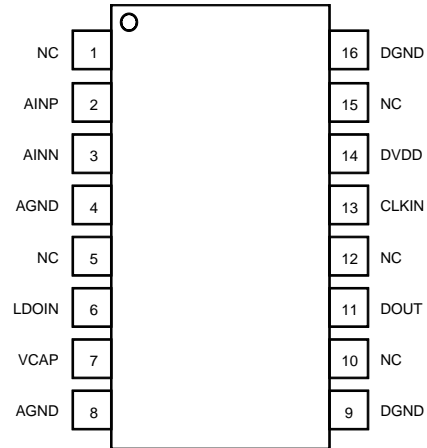 NC 1 16 DGND
AINP 2 15 NC
AINN 3 14 DVDD
AGND 4 13 CLKIN
NC 5 12 NC
LDOIN 6 11 DOUT
VCAP 7 10 NC
AGND 8 9 DGND